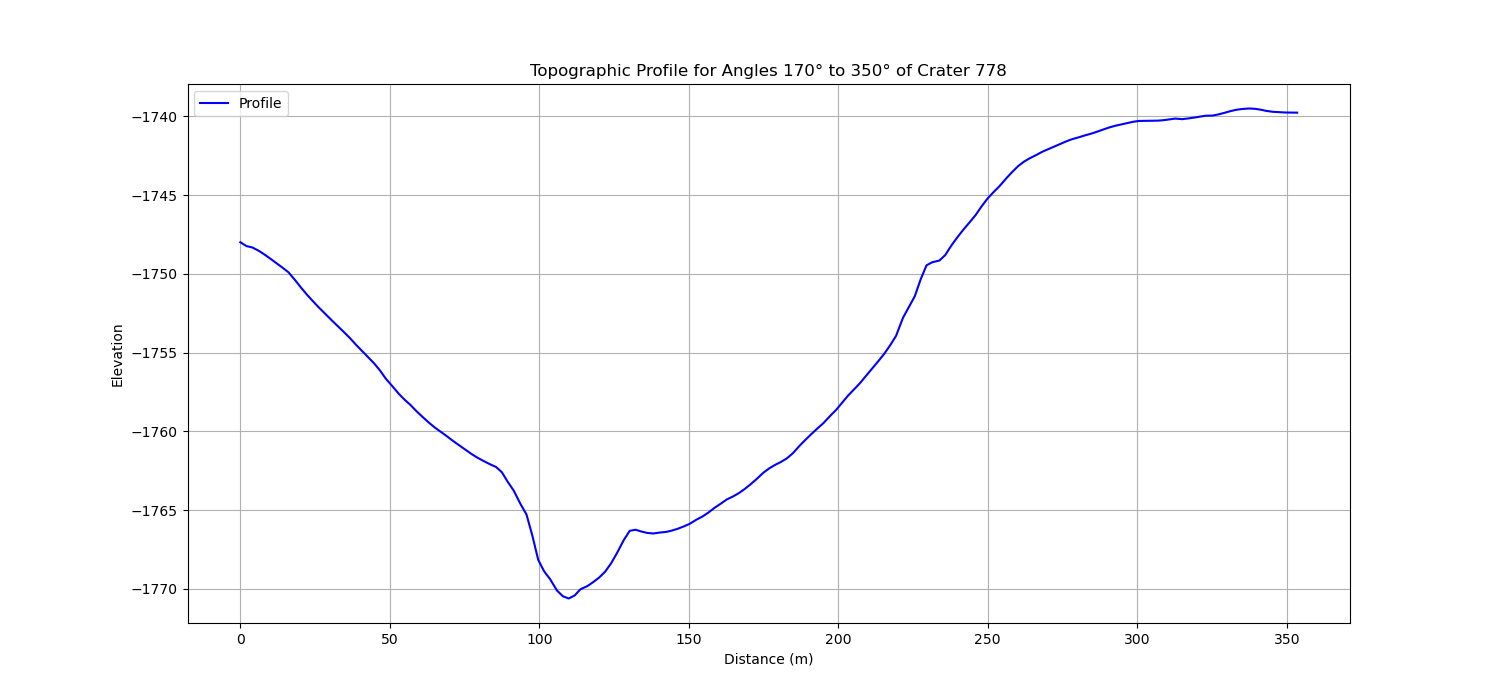 Topographic Profile for Angles 170° to 350° of Crater 778
Profile
−1740
−1745
−1750
−1755
−1760
−1765
−1770
Elevation
0 50 100 150 200 250 300 350
Distance (m)